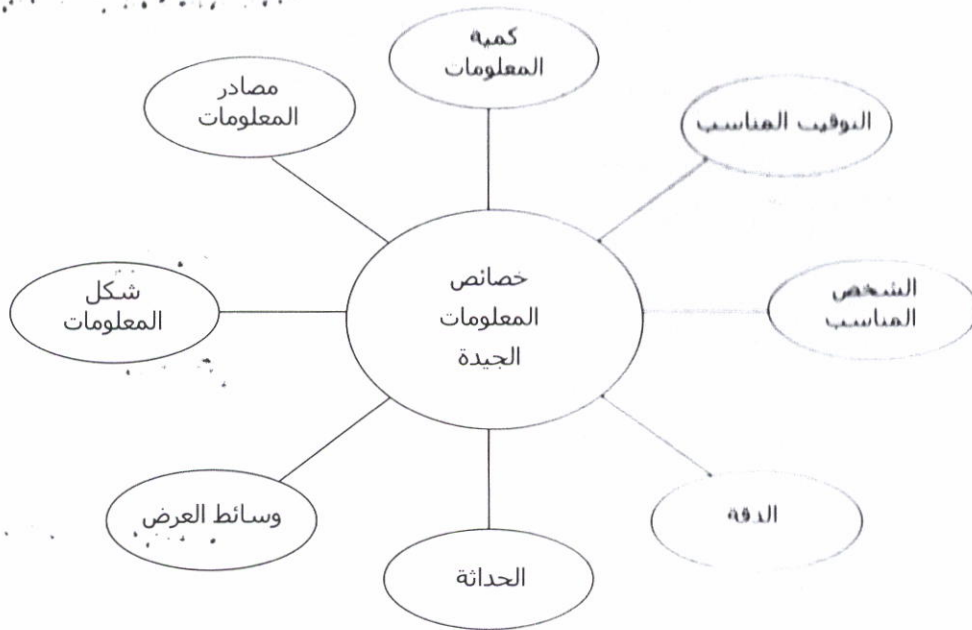 كمية
المعلومات
التوقيت المناسب
مصادر
المعلومات
الشخص
المناسب
شكل
المعلومات
خصائص
المعلومات
الجيدة
الدقة
وسائط العرض
الحداثة